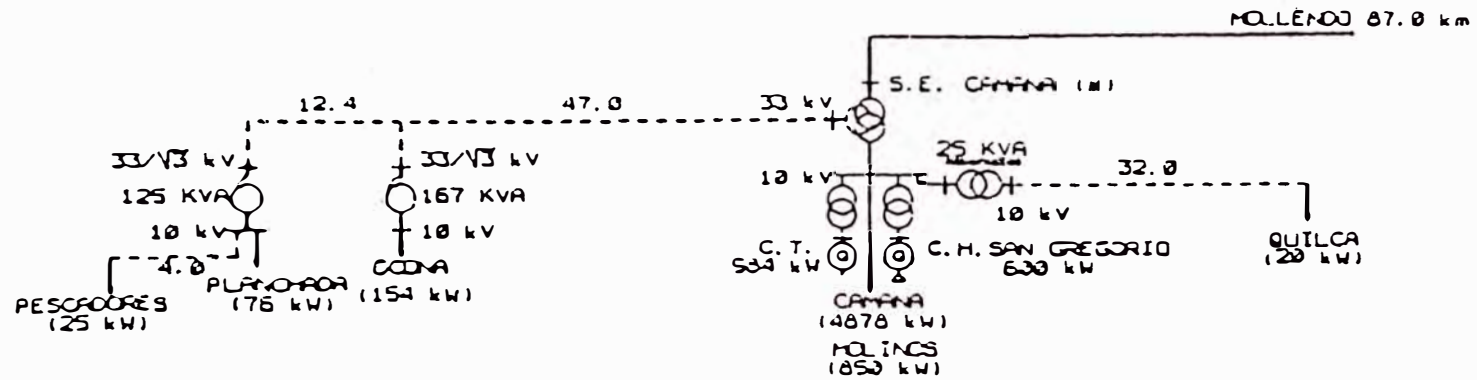 MOLLENDO 87.0 km
S.E. CAMANA (M)
12.4
47.0
33 kV
33/√3 kV
33/√3 kV
25 KVA
125 KVA
167 KVA
10 kV
32.0
10 kV
10 kV
10 kV
4.0
C. T.
534 kW
C. H. SAN GREGORIO
630 kW
QUILCA
(20 kW)
PESCADORES
(25 kW)
PLANCHADA
(76 kW)
OCOÑA
(154 kW)
CAMANA
(4878 kW)
MOLINOS
(850 kW)